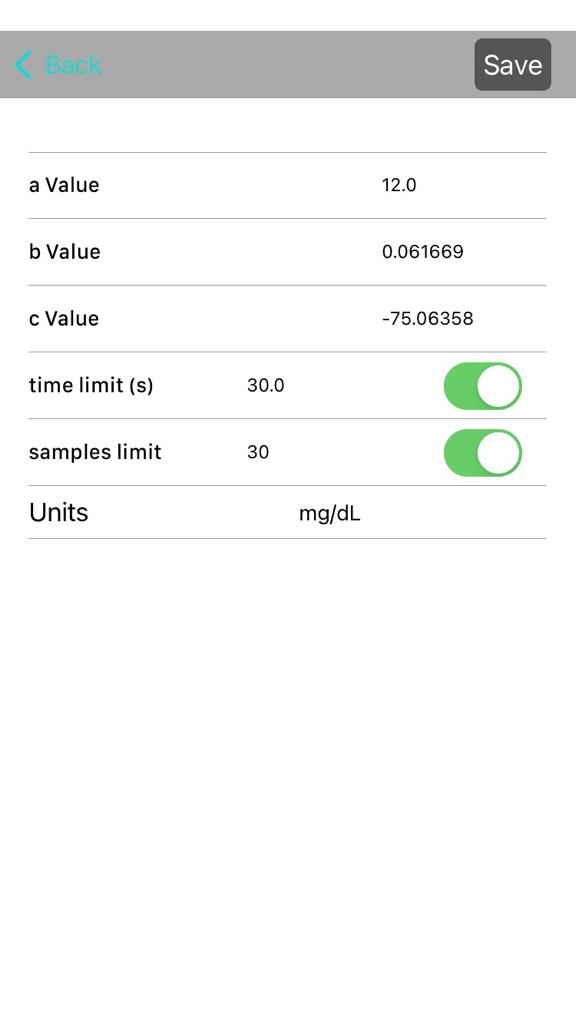 Back Save
a Value 12.0
b Value 0.061669
c Value -75.06358
time limit (s) 30.0
samples limit 30
Units mg/dL